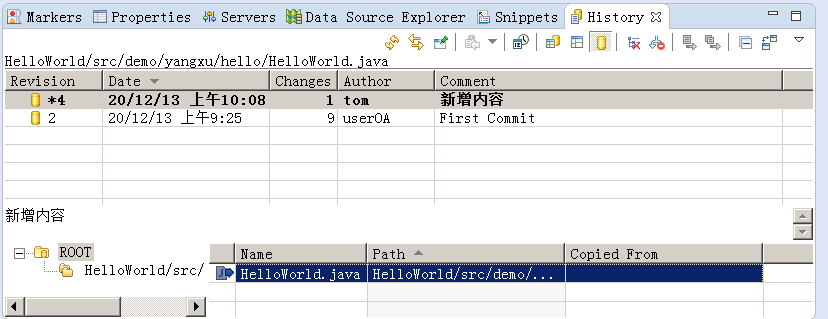 Markers Properties Servers Data Source Explorer Snippets History
HelloWorld/src/demo/yangxu/hello/HelloWorld.java
Revision Date Changes Author Comment
*4 20/12/13 上午10:08 1 tom 新增内容
2 20/12/13 上午9:25 9 userOA First Commit
新增内容
ROOT Name Path Copied From
HelloWorld/src/ HelloWorld.java HelloWorld/src/demo/...